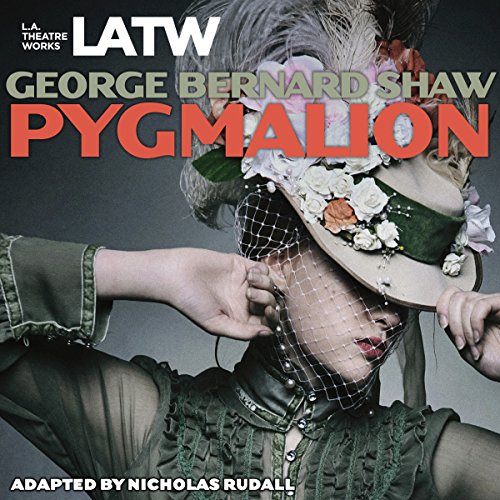 L.A.
THEATRE
WORKS
LATW
GEORGE BERNARD SHAW
PYGMALION
ADAPTED BY NICHOLAS RUDALL